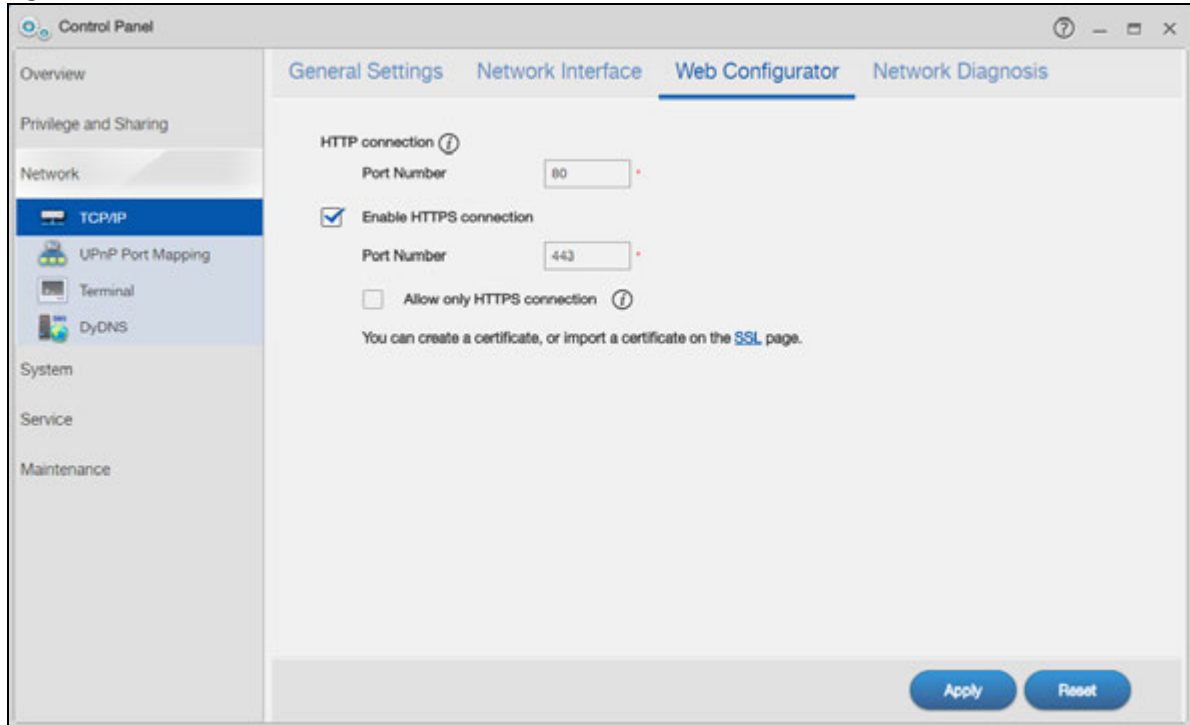 Control Panel
Overview
Privilege and Sharing
Network
TCP/IP
UPnP Port Mapping
Terminal
DyDNS
System
Service
Maintenance
General Settings Network Interface Web Configurator Network Diagnosis
HTTP connection
Port Number 80 *
Enable HTTPS connection
Port Number 443 *
Allow only HTTPS connection
You can create a certificate, or import a certificate on the SSL page.
Apply Reset